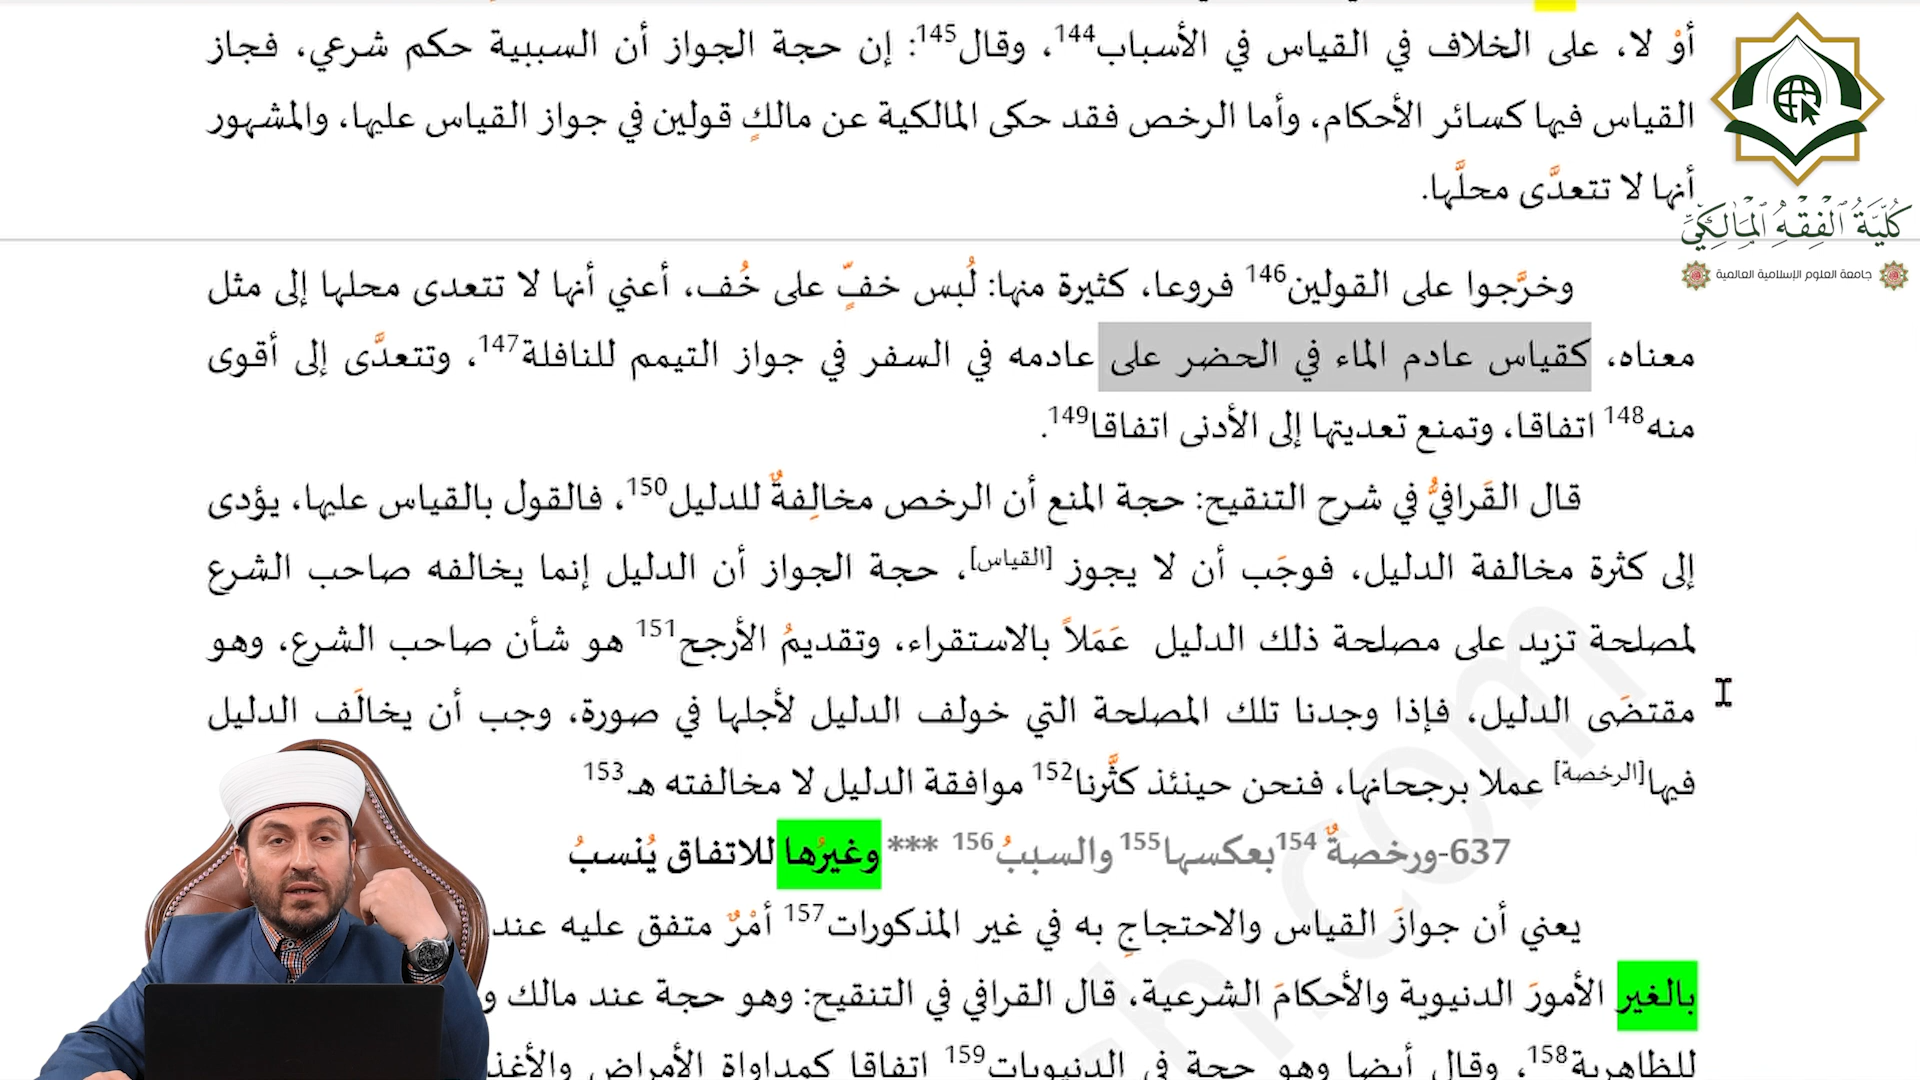 أوْ لا، على الخلاف في القياس في الأسباب144، وقال145: إن حجة الجواز أن السببية حكم شرعي، فجاز
القياس فيها كسائر الأحكام، وأما الرخص فقد حكى المالكية عن مالكٍ قولين في جواز القياس عليها، والمشهور
أنها لا تتعدَّى محلَّها.
كُلِّيَّةُ الْفِقْهِ الْمَالِكِيِّ
جامعة العلوم الإسلامية العالمية
وخرَّجوا على القولين146 فروعا، كثيرة منها: لُبس خفٍّ على خُف، أعني أنها لا تتعدى محلها إلى مثل
معناه، كقياس عادم الماء في الحضر على عادمه في السفر في جواز التيمم للنافلة147، وتتعدَّى إلى أقوى
منه148 اتفاقا، وتمنع تعديتها إلى الأدنى اتفاقا149.
قال القَرافيُّ في شرح التنقيح: حجة المنع أن الرخص مخالِفةٌ للدليل150، فالقول بالقياس عليها، يؤدى
إلى كثرة مخالفة الدليل، فوجَب أن لا يجوز [القياس]، حجة الجواز أن الدليل إنما يخالفه صاحب الشرع
لمصلحة تزيد على مصلحة ذلك الدليل عَمَلاً بالاستقراء، وتقديمُ الأرجح151 هو شأن صاحب الشرع، وهو
مقتضَى الدليل، فإذا وجدنا تلك المصلحة التي خولف الدليل لأجلها في صورة، وجب أن يخالَف الدليل
فيها[الرخصة] عملا برجحانها، فنحن حينئذ كثَّرنا152 موافقة الدليل لا مخالفته هـ.153
637-ورخصةٌ154 بعكسها155 والسببُ156 *** وغيرُها للاتفاق يُنسبُ
يعني أن جوازَ القياس والاحتجاجِ به في غير المذكورات157 أمْرٌ متفق عليه عند
بالغير الأمورَ الدنيوية والأحكامَ الشرعية، قال القرافي في التنقيح: وهو حجة عند مالك و
للظاهرية158، وقال أيضا وهو حجة في الدنيويات159 اتفاقا كمداواة الأمراض والأغذ